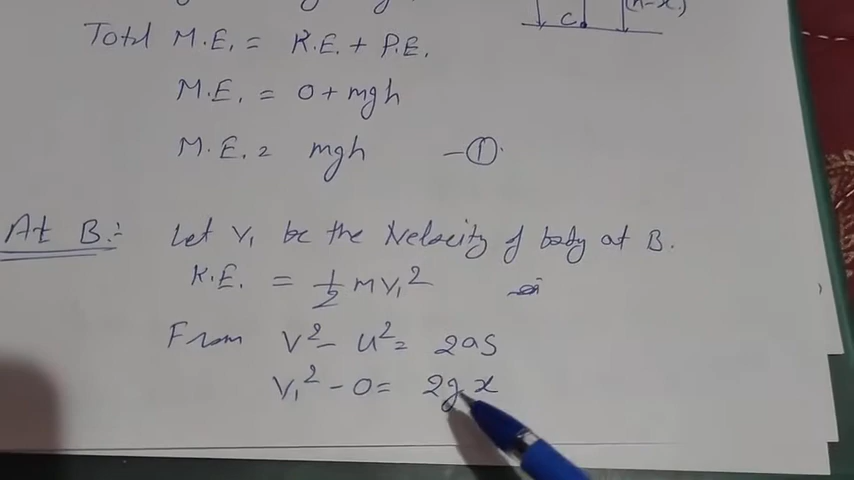 (h-x)
C
Total M.E. = K.E. + P.E.
M.E. = 0 + mgh
M.E. = mgh - ①
At B:- Let V₁ be the Velocity of body at B.
K.E. = 1/2 mv₁²
From V² - u² = 2as
V₁² - 0 = 2gx